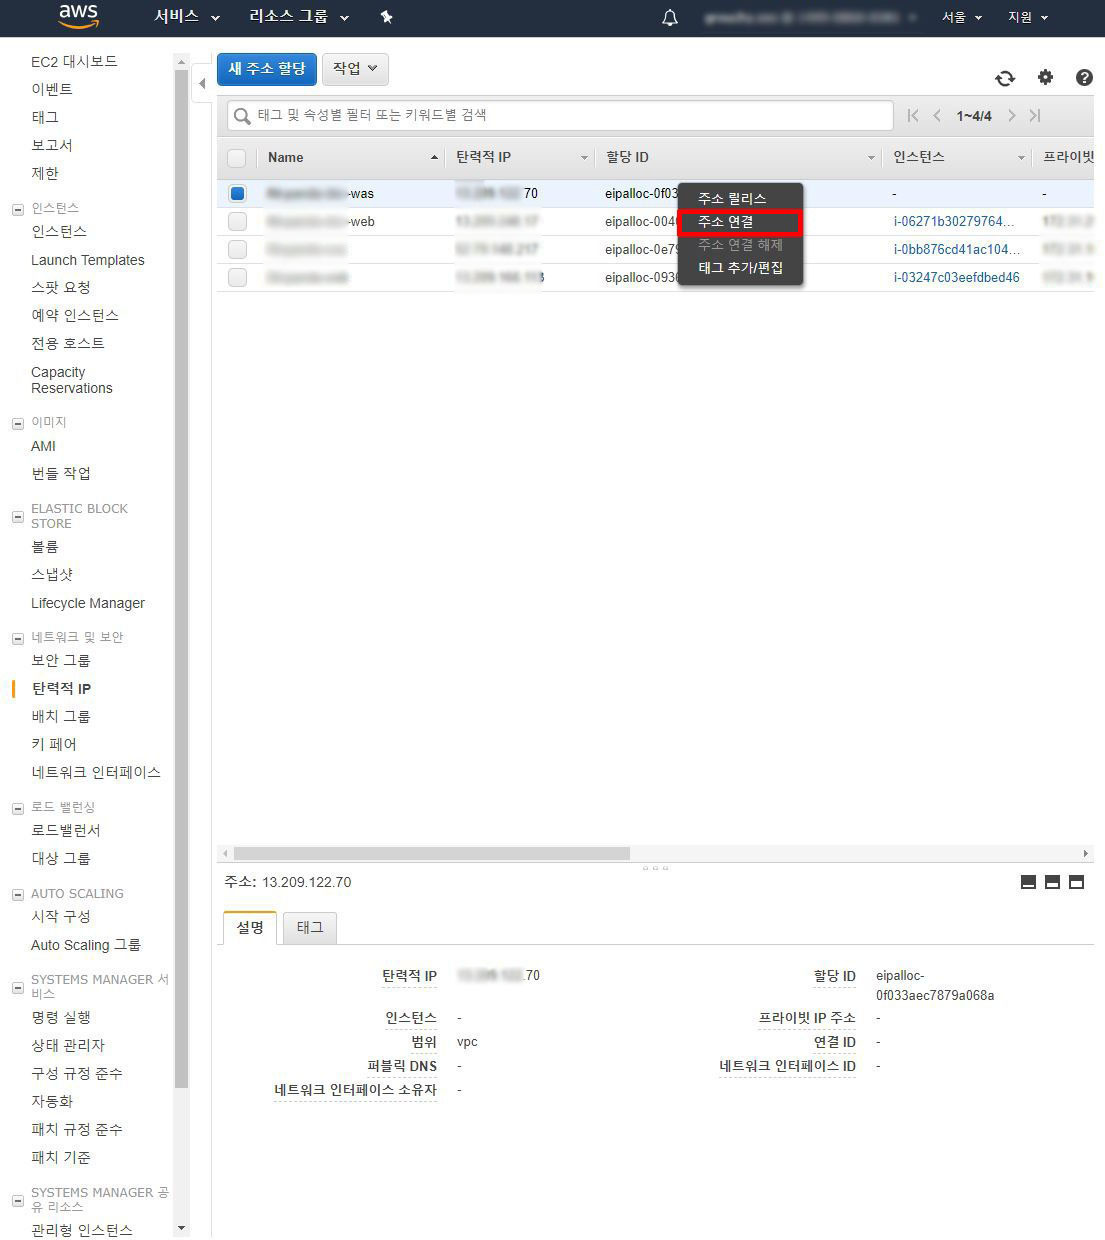 aws
서비스
리소스 그룹
서울
지원
EC2 대시보드
이벤트
태그
보고서
제한
인스턴스
인스턴스
Launch Templates
스팟 요청
예약 인스턴스
전용 호스트
Capacity
Reservations
이미지
AMI
번들 작업
ELASTIC BLOCK
STORE
볼륨
스냅샷
Lifecycle Manager
네트워크 및 보안
보안 그룹
탄력적 IP
배치 그룹
키 페어
네트워크 인터페이스
로드 밸런싱
로드밸런서
대상 그룹
AUTO SCALING
시작 구성
Auto Scaling 그룹
SYSTEMS MANAGER 서
비스
명령 실행
상태 관리자
구성 규정 준수
자동화
패치 규정 준수
패치 기준
SYSTEMS MANAGER 공
유 리소스
관리형 인스턴스
새 주소 할당
작업
태그 및 속성별 필터 또는 키워드별 검색
1~4/4
Name 탄력적 IP 할당 ID 인스턴스 프라이빗
-was 70 eipalloc-0f03 - -
-web eipalloc-004 i-06271b30279764...
eipalloc-0e79 i-0bb876cd41ac104...
eipalloc-0936 i-03247c03eefdbed46
주소 릴리스
주소 연결
주소 연결 해제
태그 추가/편집
주소: 13.209.122.70
설명 태그
탄력적 IP .70
할당 ID eipalloc-
0f033aec7879a068a
인스턴스 -
프라이빗 IP 주소 -
범위 vpc
연결 ID -
퍼블릭 DNS -
네트워크 인터페이스 ID -
네트워크 인터페이스 소유자 -